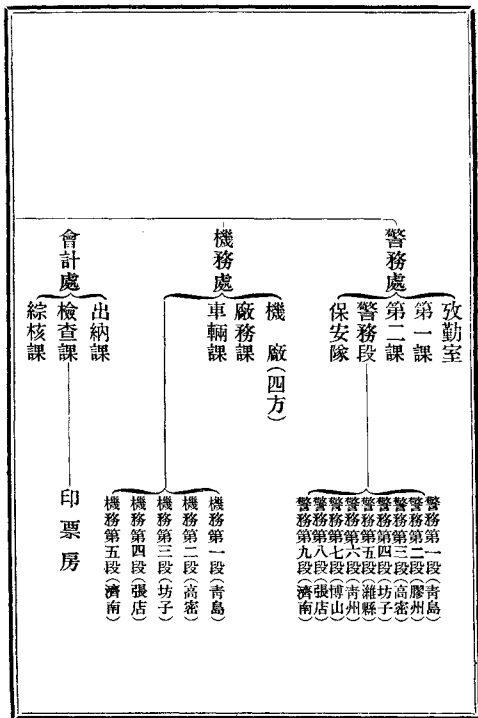 警務處
攷勤室
第一課
第二課
警務段
保安隊
警務第一段(青島)
警務第二段(膠州)
警務第三段(高密)
警務第四段(坊子)
警務第五段(濰縣)
警務第六段(青州)
警務第七段(博山)
警務第八段(張店)
警務第九段(濟南)
機務處
機廠(四方)
廠務課
車輛課
機務第一段(青島)
機務第二段(高密)
機務第三段(坊子)
機務第四段(張店)
機務第五段(濟南)
會計處
出納課
檢查課
綜核課
印票房